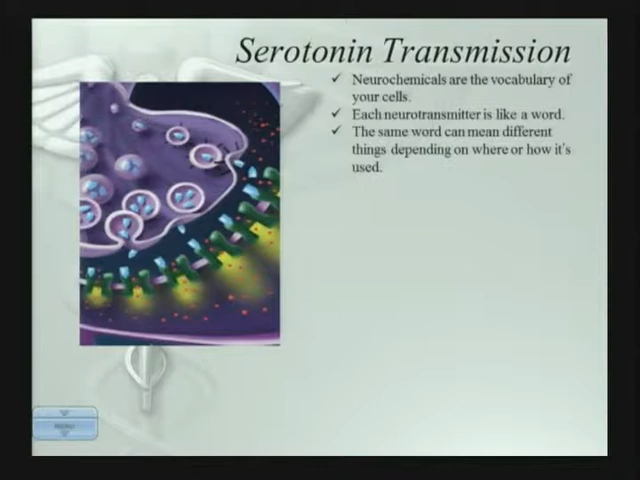 Serotonin Transmission
✓ Neurochemicals are the vocabulary of
your cells.
✓ Each neurotransmitter is like a word.
✓ The same word can mean different
things depending on where or how it's
used.
MENU